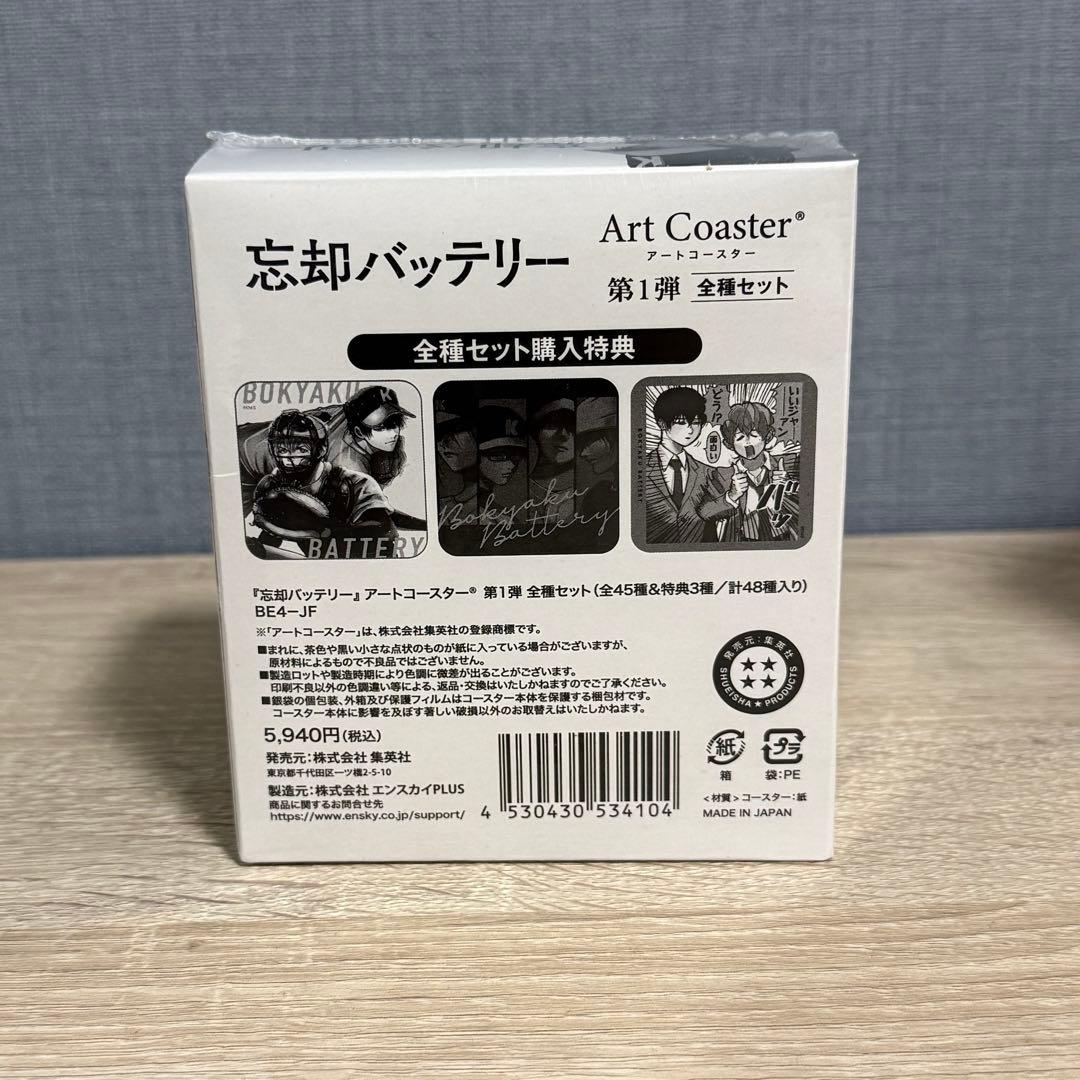 忘却バッテリー
Art Coaster®
アートコースター
第1弾 全種セット
全種セット購入特典
BOKYAKU
BATTERY
K
Bokyaku
Battery
いいジャーアン
どう!?
BOKYAKU BATTERY
『忘却バッテリー』アートコースター® 第1弾 全種セット(全45種&特典3種/計48種入り)
BE4-JF
※「アートコースター」は、株式会社集英社の登録商標です。
■まれに、茶色や黒い小さな点状のものが紙に入っている場合がございますが、
原材料によるもので不良品ではございません。
■製造ロットや製造時期により色調に微差が出ることがございます。
印刷不良以外の色調違い等による、返品・交換はいたしかねますのでご了承ください。
■銀袋の個包装、外箱及び保護フィルムはコースター本体を保護する梱包材です。
コースター本体に影響を及ぼす著しい破損以外のお取替えはいたしかねます。
5,940円(税込)
発売元:株式会社 集英社
東京都千代田区一ツ橋2-5-10
製造元:株式会社 エンスカイPLUS
商品に関するお問合せ先
https://www.ensky.co.jp/support/
4 530430 534104
発売元:集英社
SHUEISHA★PRODUCTS
紙
箱
プラ
袋:PE
<材質>コースター:紙
MADE IN JAPAN